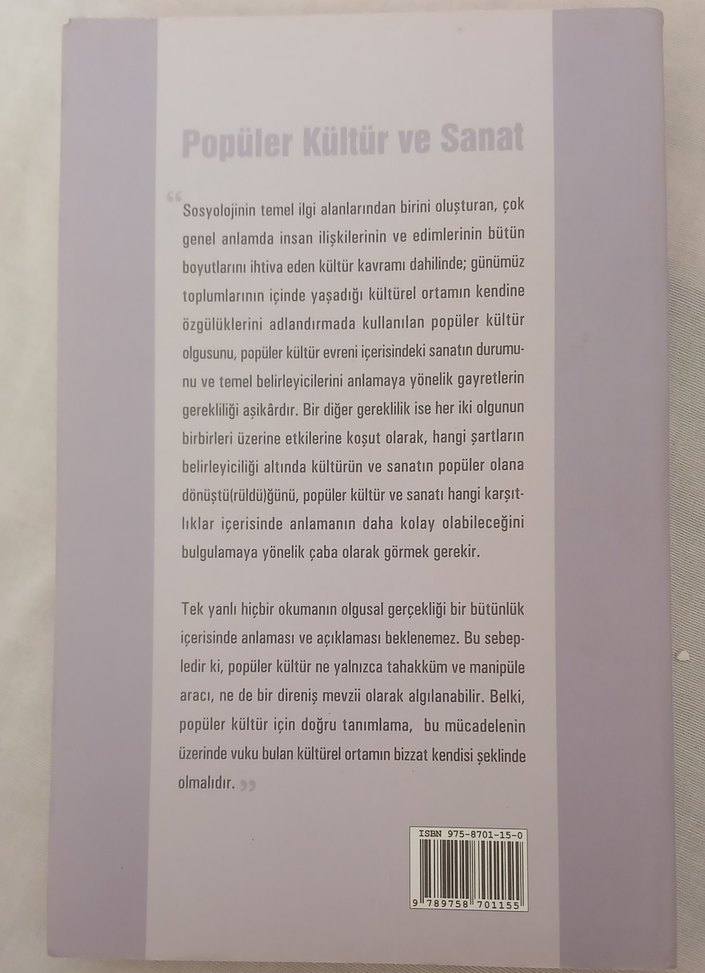 Popüler Kültür ve Sanat
“Sosyolojinin temel ilgi alanlarından birini oluşturan, çok
genel anlamda insan ilişkilerinin ve edimlerinin bütün
boyutlarını ihtiva eden kültür kavramı dahilinde; günümüz
toplumlarının içinde yaşadığı kültürel ortamın kendine
özgülüklerini adlandırmada kullanılan popüler kültür
olgusunu, popüler kültür evreni içerisindeki sanatın durumu-
nu ve temel belirleyicilerini anlamaya yönelik gayretlerin
gerekliliği aşikârdır. Bir diğer gereklilik ise her iki olgunun
birbirleri üzerine etkilerine koşut olarak, hangi şartların
belirleyiciliği altında kültürün ve sanatın popüler olana
dönüştü(rüldü)ğünü, popüler kültür ve sanatı hangi karşıt-
lıklar içerisinde anlamanın daha kolay olabileceğini
bulgulamaya yönelik çaba olarak görmek gerekir.
Tek yanlı hiçbir okumanın olgusal gerçekliği bir bütünlük
içerisinde anlaması ve açıklaması beklenemez. Bu sebep-
ledir ki, popüler kültür ne yalnızca tahakküm ve manipüle
aracı, ne de bir direniş mevzii olarak algılanabilir. Belki,
popüler kültür için doğru tanımlama, bu mücadelenin
üzerinde vuku bulan kültürel ortamın bizzat kendisi şeklinde
olmalıdır.”
ISBN 975-8701-15-0
9 789758 701155